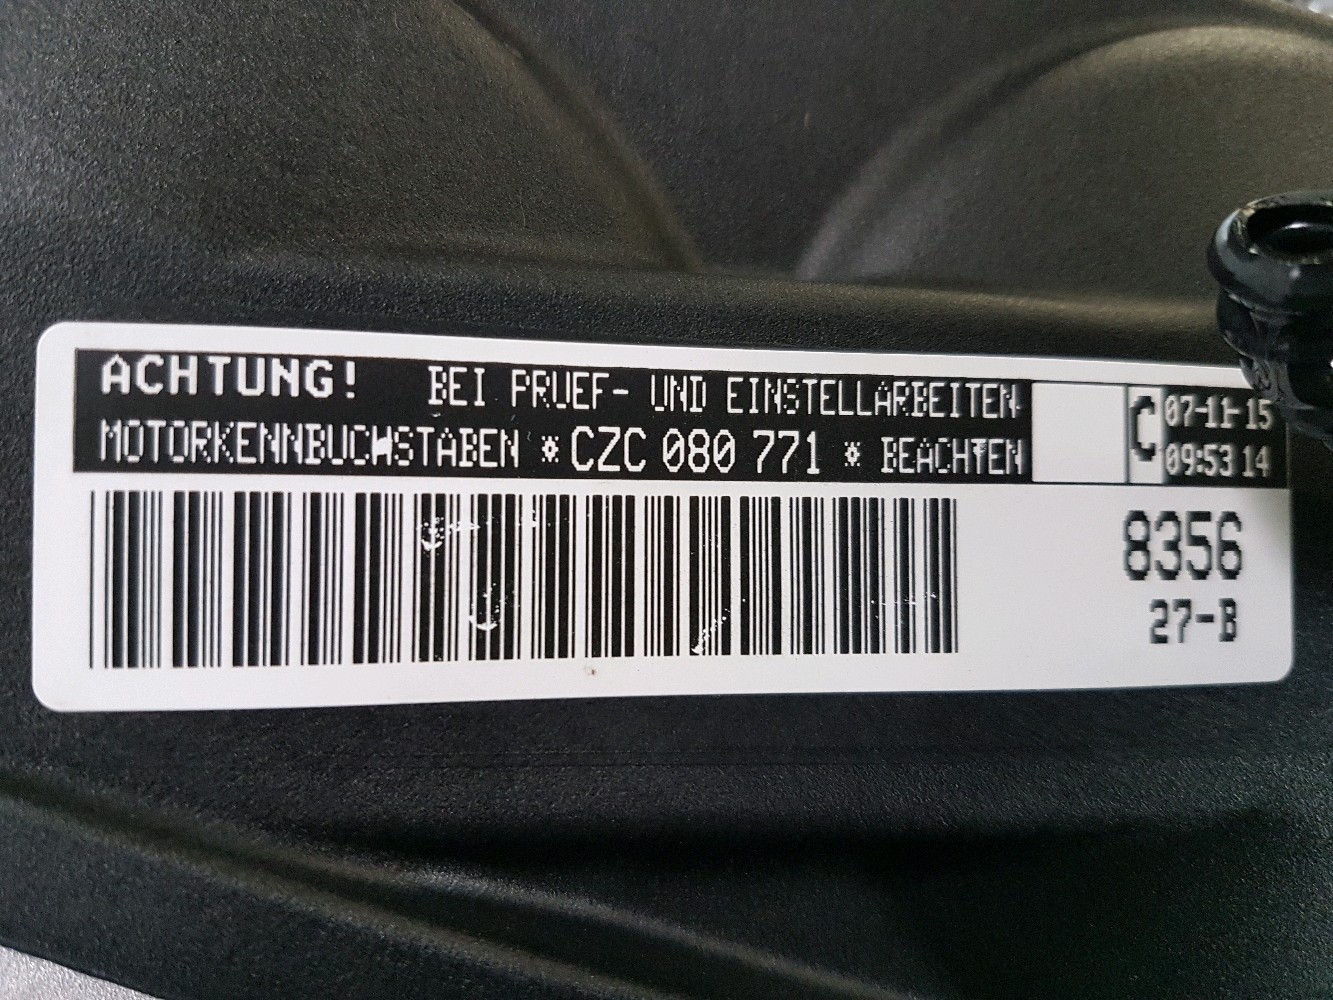 ACHTUNG! BEI PRUEF- UND EINSTELLARBEITEN
MOTORKENNBUCHSTABEN * CZC 080 771 * BEACHTEN
C
07-11-15
09:53 14
8356
27-B